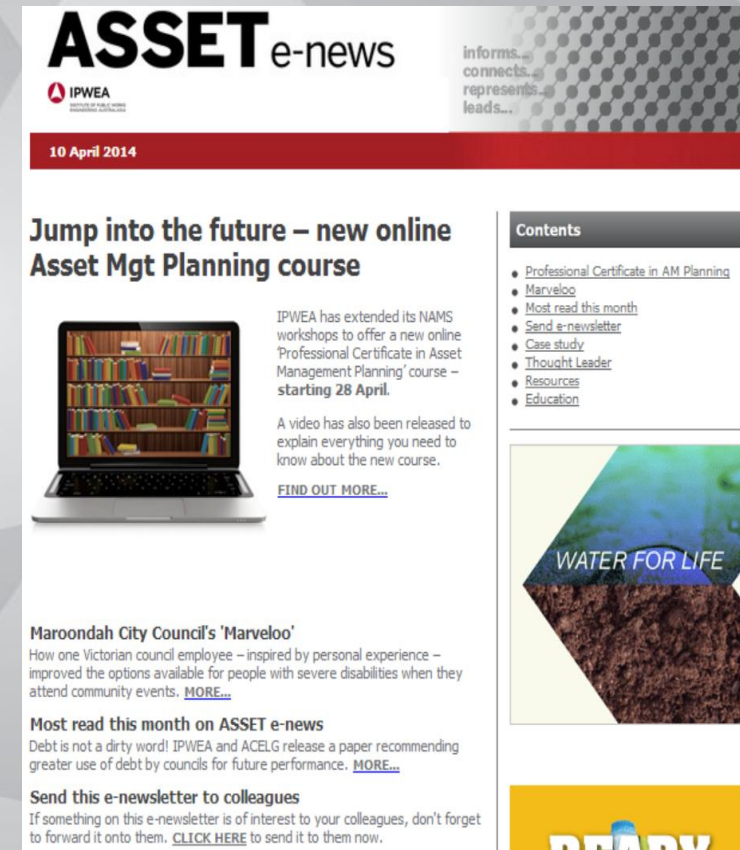 ASSET e-news
IPWEA
INSTITUTE OF PUBLIC WORKS
ENGINEERING AUSTRALASIA
informs...
connects...
represents...
leads...
10 April 2014
Jump into the future – new online
Asset Mgt Planning course
IPWEA has extended its NAMS
workshops to offer a new online
'Professional Certificate in Asset
Management Planning' course –
starting 28 April.
A video has also been released to
explain everything you need to
know about the new course.
FIND OUT MORE...
Maroondah City Council's 'Marveloo'
How one Victorian council employee – inspired by personal experience –
improved the options available for people with severe disabilities when they
attend community events. MORE...
Most read this month on ASSET e-news
Debt is not a dirty word! IPWEA and ACELG release a paper recommending
greater use of debt by councils for future performance. MORE...
Send this e-newsletter to colleagues
If something on this e-newsletter is of interest to your colleagues, don't forget
to forward it onto them. CLICK HERE to send it to them now.
Contents
Professional Certificate in AM Planning
Marveloo
Most read this month
Send e-newsletter
Case study
Thought Leader
Resources
Education
WATER FOR LIFE
READY